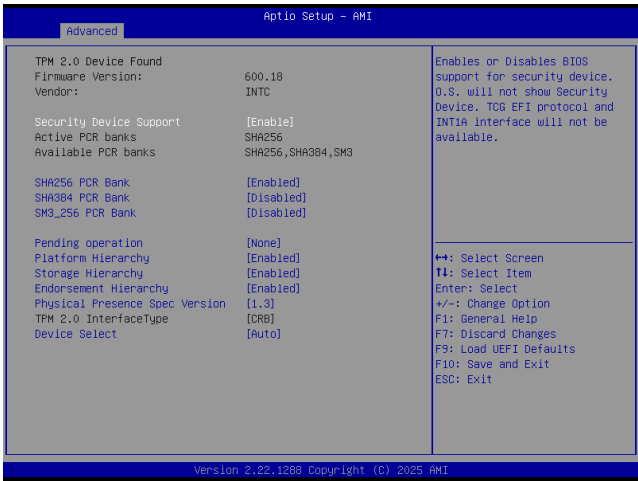 Aptio Setup - AMI
Advanced
TPM 2.0 Device Found
Firmware Version: 600.18
Vendor: INTC
Security Device Support [Enable]
Active PCR banks SHA256
Available PCR banks SHA256,SHA384,SM3
SHA256 PCR Bank [Enabled]
SHA384 PCR Bank [Disabled]
SM3_256 PCR Bank [Disabled]
Pending operation [None]
Platform Hierarchy [Enabled]
Storage Hierarchy [Enabled]
Endorsement Hierarchy [Enabled]
Physical Presence Spec Version [1.3]
TPM 2.0 InterfaceType [CRB]
Device Select [Auto]
Enables or Disables BIOS
support for security device.
O.S. will not show Security
Device. TCG EFI protocol and
INT1A interface will not be
available.
↔: Select Screen
↑↓: Select Item
Enter: Select
+/-: Change Option
F1: General Help
F7: Discard Changes
F9: Load UEFI Defaults
F10: Save and Exit
ESC: Exit
Version 2.22.1288 Copyright (C) 2025 AMI